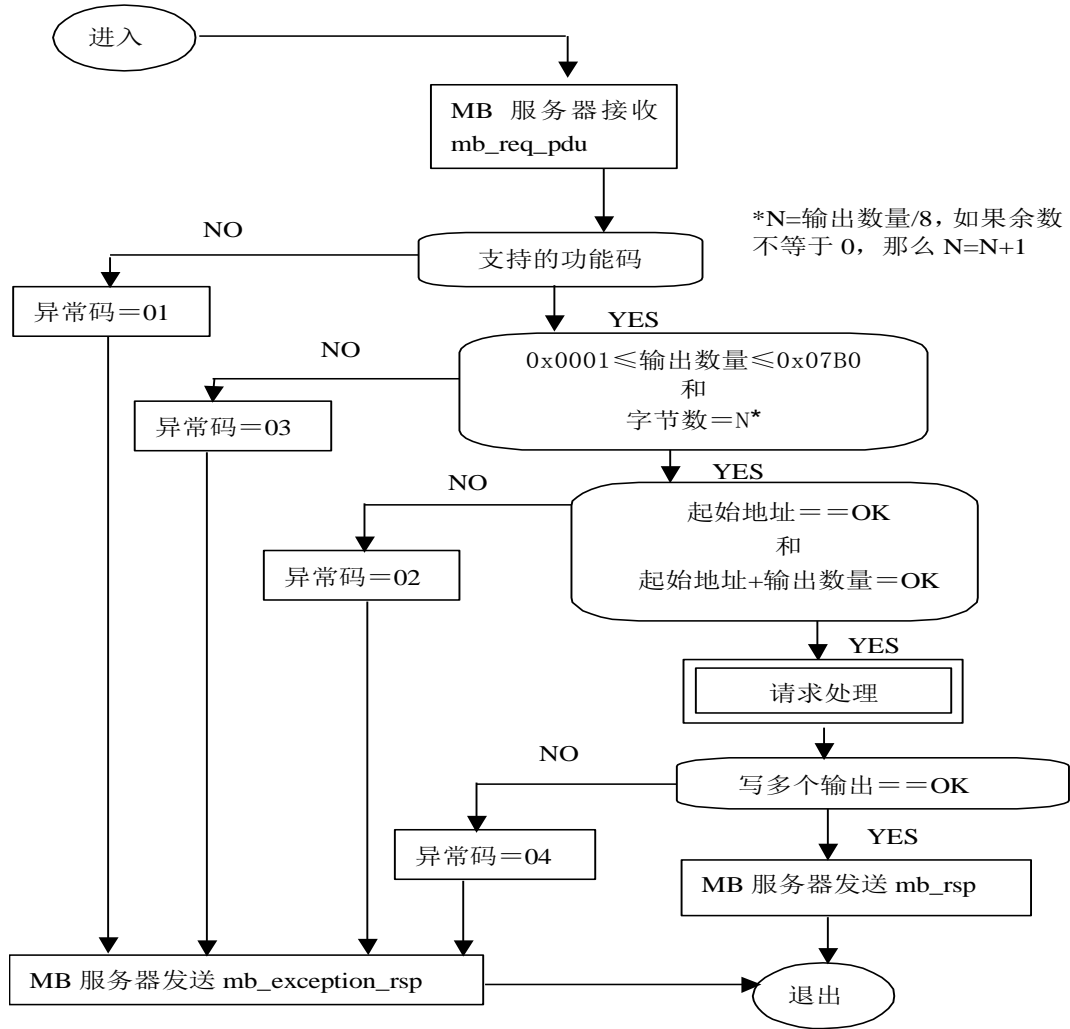 进入
MB 服务器接收
mb_req_pdu
*N=输出数量/8，如果余数
不等于 0，那么 N=N+1
NO
支持的功能码
异常码＝01
YES
NO
0x0001≤输出数量≤0x07B0
和
字节数＝N*
异常码＝03
YES
NO
起始地址＝＝OK
和
起始地址+输出数量＝OK
异常码＝02
YES
请求处理
NO
写多个输出＝＝OK
YES
异常码＝04
MB 服务器发送 mb_rsp
MB 服务器发送 mb_exception_rsp
退出